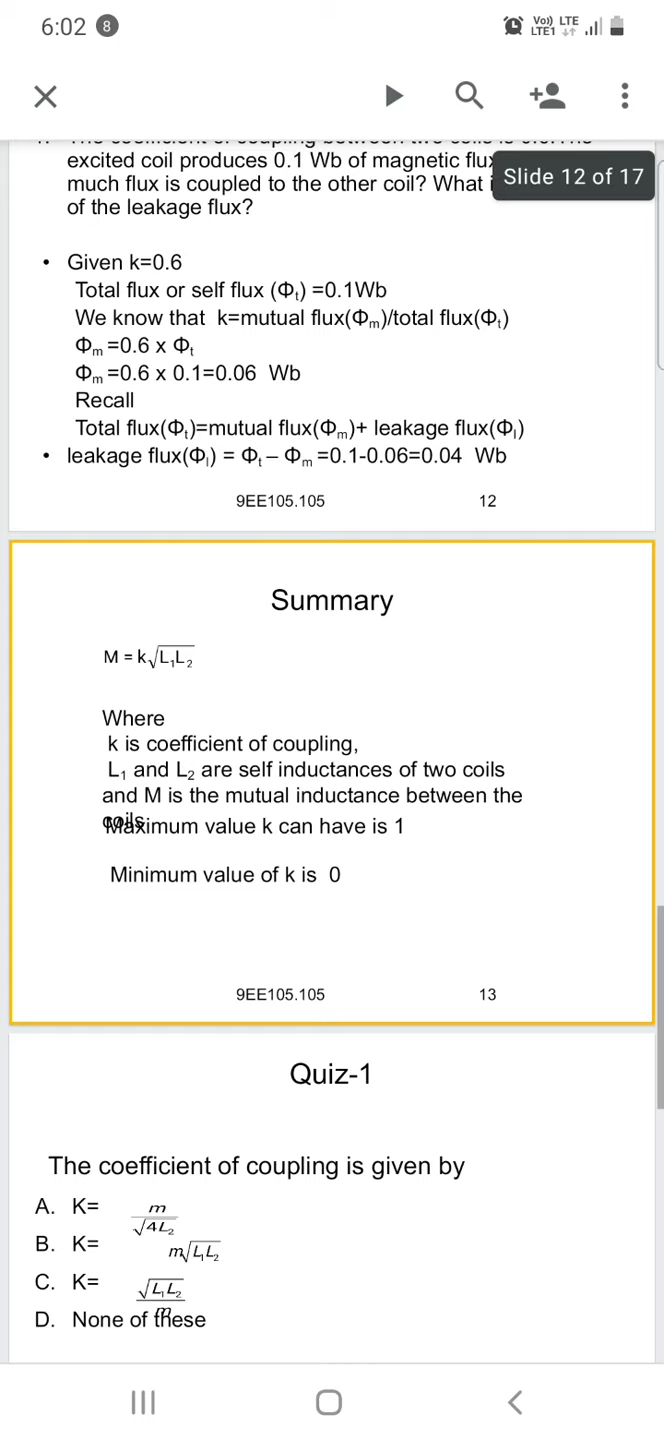 6:02 8 Vo)) LTE LTE1
excited coil produces 0.1 Wb of magnetic flux
Slide 12 of 17
much flux is coupled to the other coil? What
of the leakage flux?
• Given k=0.6
Total flux or self flux (Φt) =0.1Wb
We know that k=mutual flux(Φm)/total flux(Φt)
Φm =0.6 x Φt
Φm =0.6 x 0.1=0.06 Wb
Recall
Total flux(Φt)=mutual flux(Φm)+ leakage flux(Φl)
• leakage flux(Φl) = Φt – Φm =0.1-0.06=0.04 Wb
9EE105.105 12
Summary
M = k√L₁L₂
Where
k is coefficient of coupling,
L₁ and L₂ are self inductances of two coils
and M is the mutual inductance between the
coils
Maximum value k can have is 1
Minimum value of k is 0
9EE105.105 13
Quiz-1
The coefficient of coupling is given by
A. K= m/√4L₂
B. K= m√L₁L₂
C. K= √L₁L₂/m
D. None of these